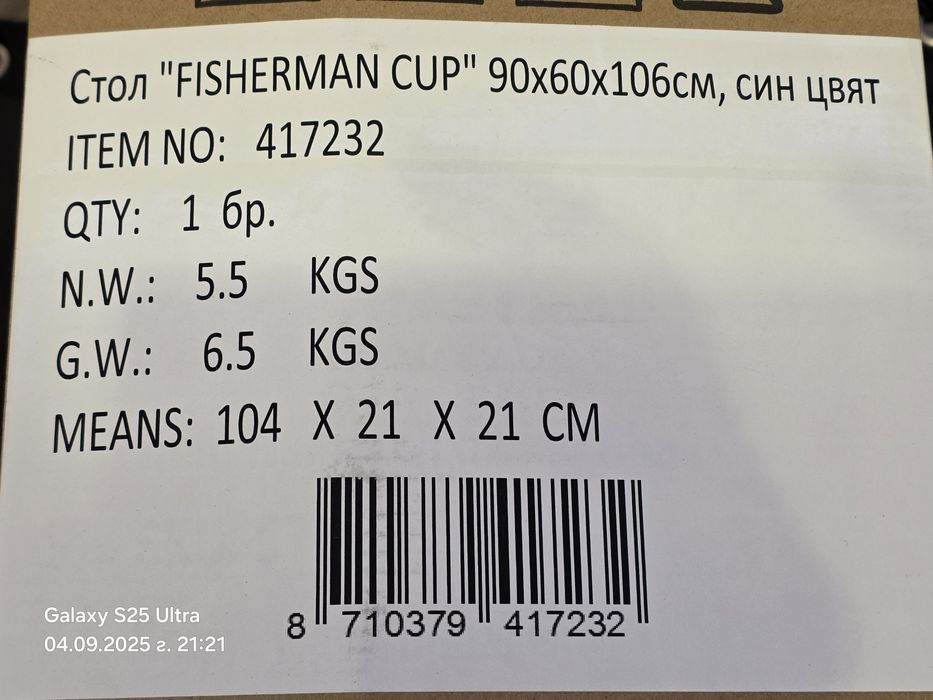 Стол "FISHERMAN CUP" 90x60x106см, син цвят
ITEM NO: 417232
QTY: 1 бр.
N.W.: 5.5 KGS
G.W.: 6.5 KGS
MEANS: 104 X 21 X 21 CM
8 710379 417232
Galaxy S25 Ultra
04.09.2025 г. 21:21